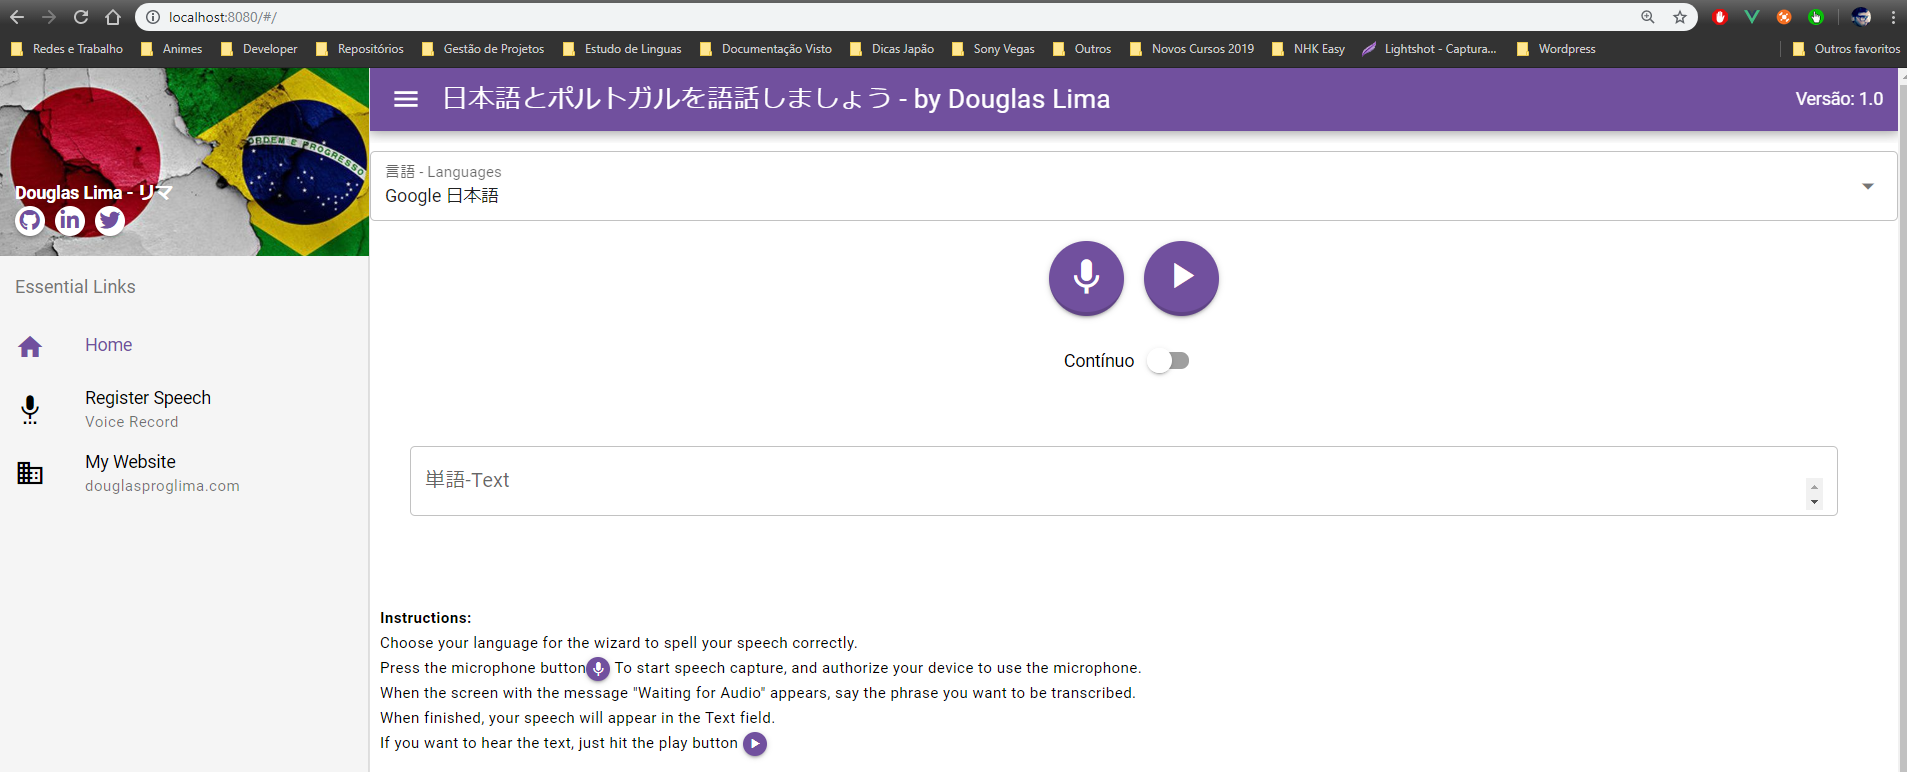 localhost:8080/#/
Redes e Trabalho Animes Developer Repositórios Gestão de Projetos Estudo de Linguas Documentação Visto Dicas Japão Sony Vegas Outros Novos Cursos 2019 NHK Easy Lightshot - Captura... Wordpress Outros favoritos
日本語とポルトガルを語話しましょう - by Douglas Lima
Versão: 1.0
ORDEM E PROGRESSO
Douglas Lima - リマ
Essential Links
Home
Register Speech
Voice Record
My Website
douglasproglima.com
言語 - Languages
Google 日本語
Contínuo
単語-Text
Instructions:
Choose your language for the wizard to spell your speech correctly.
Press the microphone button To start speech capture, and authorize your device to use the microphone.
When the screen with the message "Waiting for Audio" appears, say the phrase you want to be transcribed.
When finished, your speech will appear in the Text field.
If you want to hear the text, just hit the play button